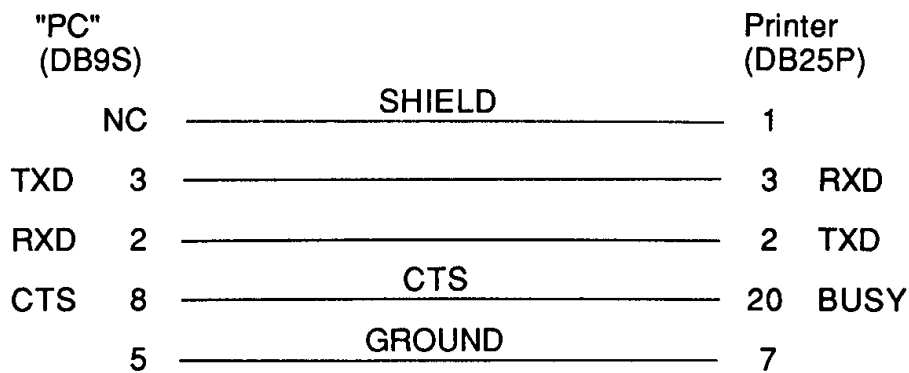 "PC" Printer
(DB9S) (DB25P)
NC SHIELD 1
TXD 3 3 RXD
RXD 2 2 TXD
CTS 8 CTS 20 BUSY
5 GROUND 7